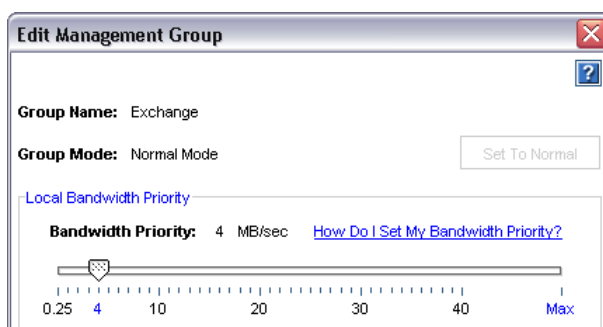 Edit Management Group
?
Group Name: Exchange
Group Mode: Normal Mode
Set To Normal
Local Bandwidth Priority
Bandwidth Priority: 4 MB/sec How Do I Set My Bandwidth Priority?
0.25 4 10 20 30 40 Max